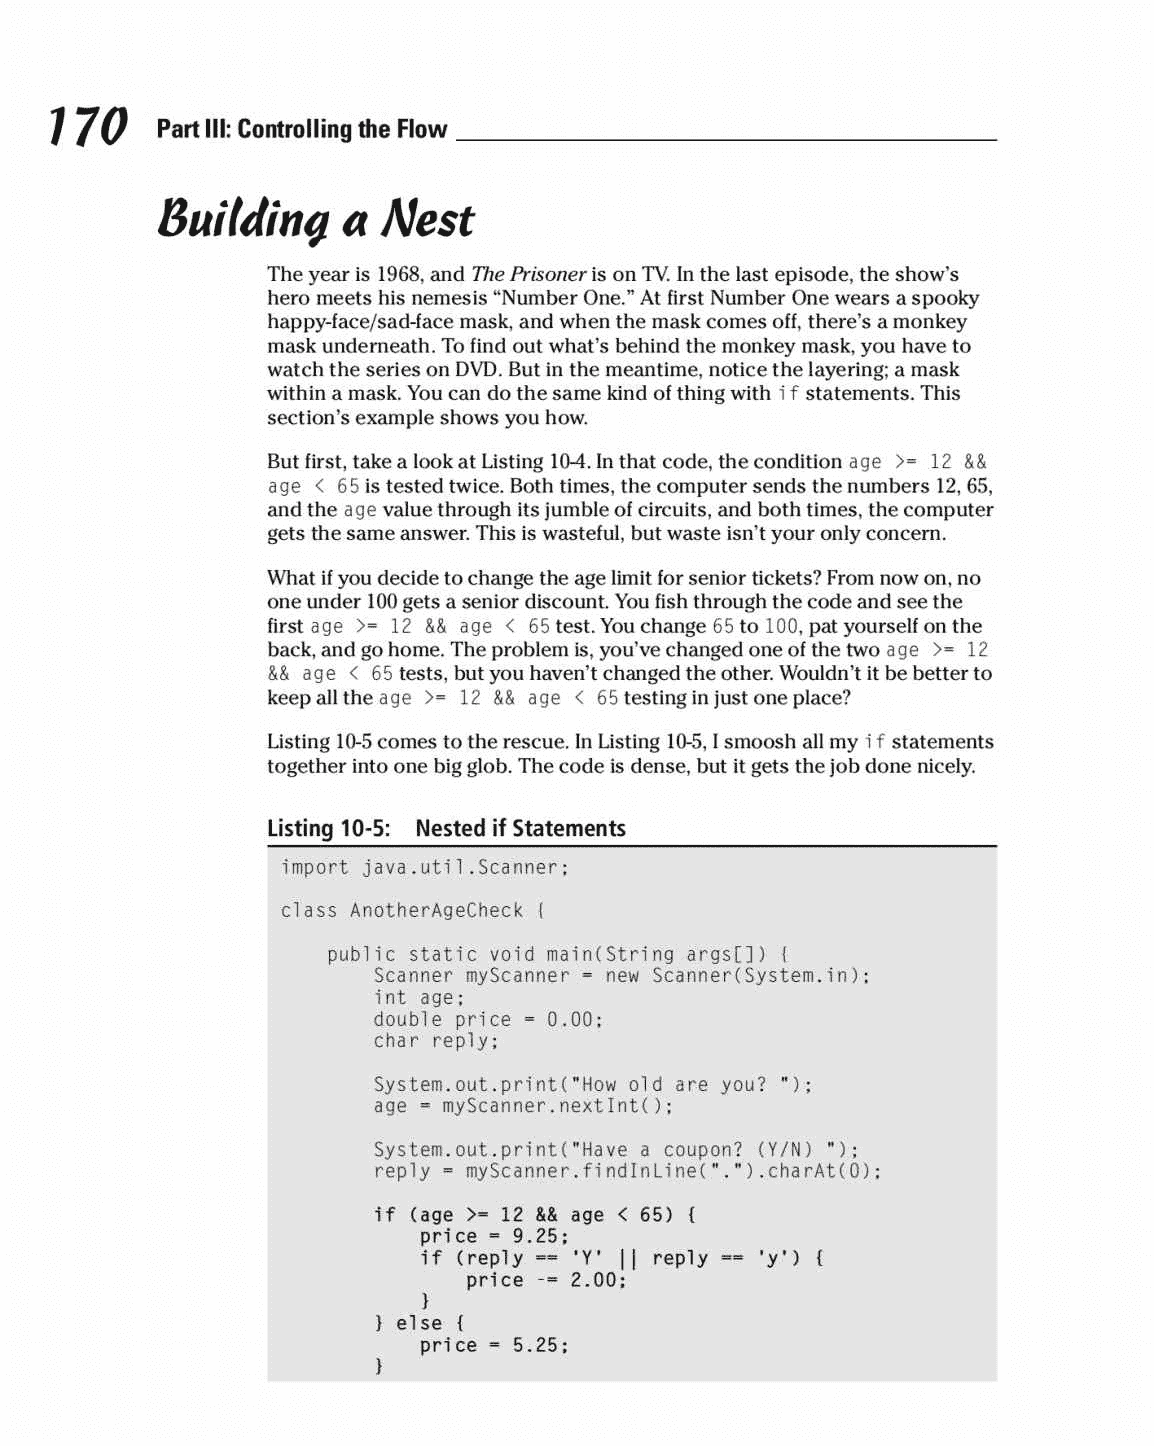 170 Part III: Controlling the Flow
Building a Nest
The year is 1968, and The Prisoner is on TV. In the last episode, the show's
hero meets his nemesis “Number One.” At first Number One wears a spooky
happy-face/sad-face mask, and when the mask comes off, there's a monkey
mask underneath. To find out what's behind the monkey mask, you have to
watch the series on DVD. But in the meantime, notice the layering; a mask
within a mask. You can do the same kind of thing with if statements. This
section's example shows you how.
But first, take a look at Listing 10-4. In that code, the condition age >= 12 &&
age < 65 is tested twice. Both times, the computer sends the numbers 12, 65,
and the age value through its jumble of circuits, and both times, the computer
gets the same answer. This is wasteful, but waste isn't your only concern.
What if you decide to change the age limit for senior tickets? From now on, no
one under 100 gets a senior discount. You fish through the code and see the
first age >= 12 && age < 65 test. You change 65 to 100, pat yourself on the
back, and go home. The problem is, you've changed one of the two age >= 12
&& age < 65 tests, but you haven't changed the other. Wouldn't it be better to
keep all the age >= 12 && age < 65 testing in just one place?
Listing 10-5 comes to the rescue. In Listing 10-5, I smoosh all my if statements
together into one big glob. The code is dense, but it gets the job done nicely.
Listing 10-5: Nested if Statements
import java.util.Scanner;
class AnotherAgeCheck {
public static void main(String args[]) {
Scanner myScanner = new Scanner(System.in);
int age;
double price = 0.00;
char reply;
System.out.print("How old are you? ");
age = myScanner.nextInt();
System.out.print("Have a coupon? (Y/N) ");
reply = myScanner.findInLine(".").charAt(0);
if (age >= 12 && age < 65) {
price = 9.25;
if (reply == 'Y' || reply == 'y') {
price -= 2.00;
}
} else {
price = 5.25;
}